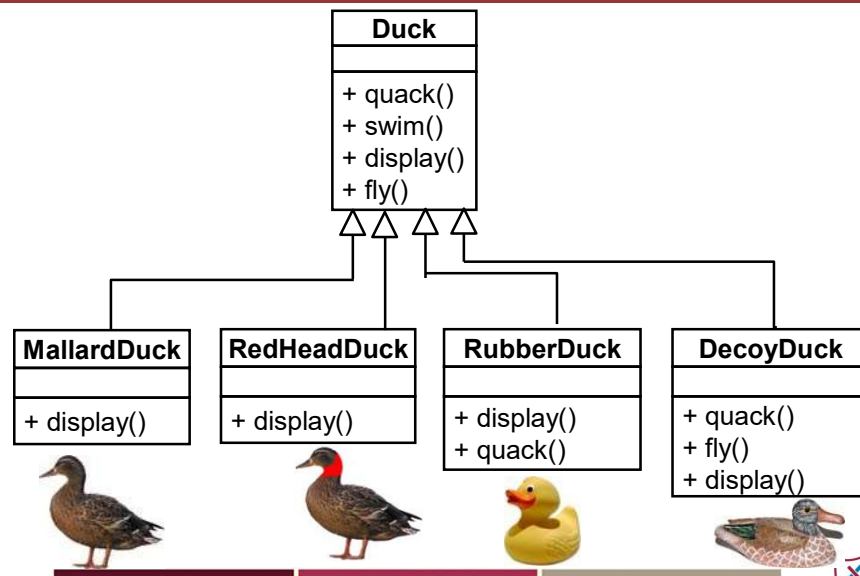 Duck
+ quack()
+ swim()
+ display()
+ fly()
MallardDuck
+ display()
RedHeadDuck
+ display()
RubberDuck
+ display()
+ quack()
DecoyDuck
+ quack()
+ fly()
+ display()